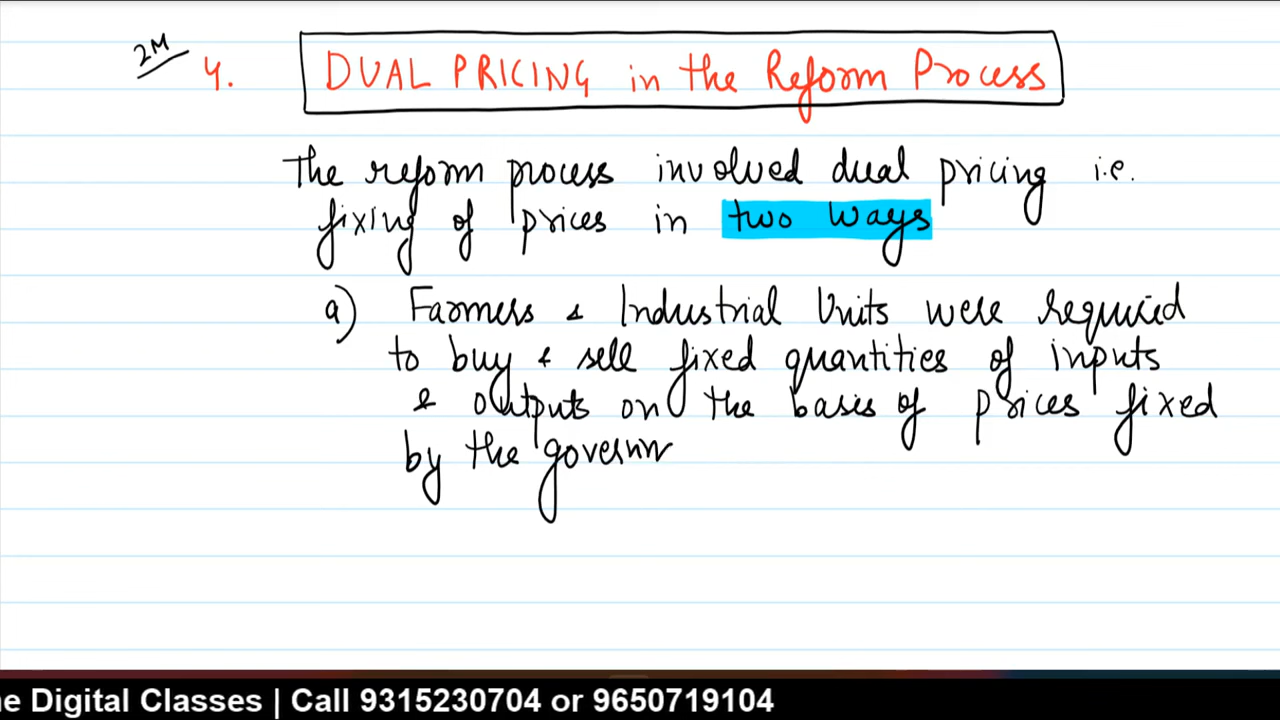 2M
4. DUAL PRICING in the Reform Process
The reform process involved dual pricing i.e.
fixing of prices in two ways
a) Farmers & Industrial Units were required
to buy & sell fixed quantities of inputs
& outputs on the basis of prices fixed
by the governm
e Digital Classes | Call 9315230704 or 9650719104